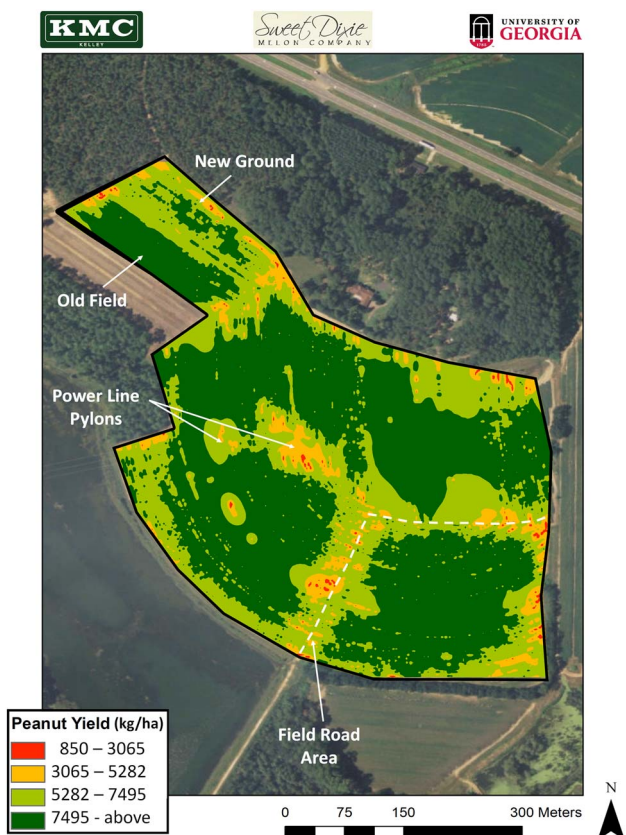 KMC
KELLEY
Sweet Dixie
MELON COMPANY
UNIVERSITY OF
GEORGIA
1785
New Ground
Old Field
Power Line
Pylons
Field Road
Area
Peanut Yield (kg/ha)
850 – 3065
3065 – 5282
5282 – 7495
7495 - above
N
0 75 150 300 Meters